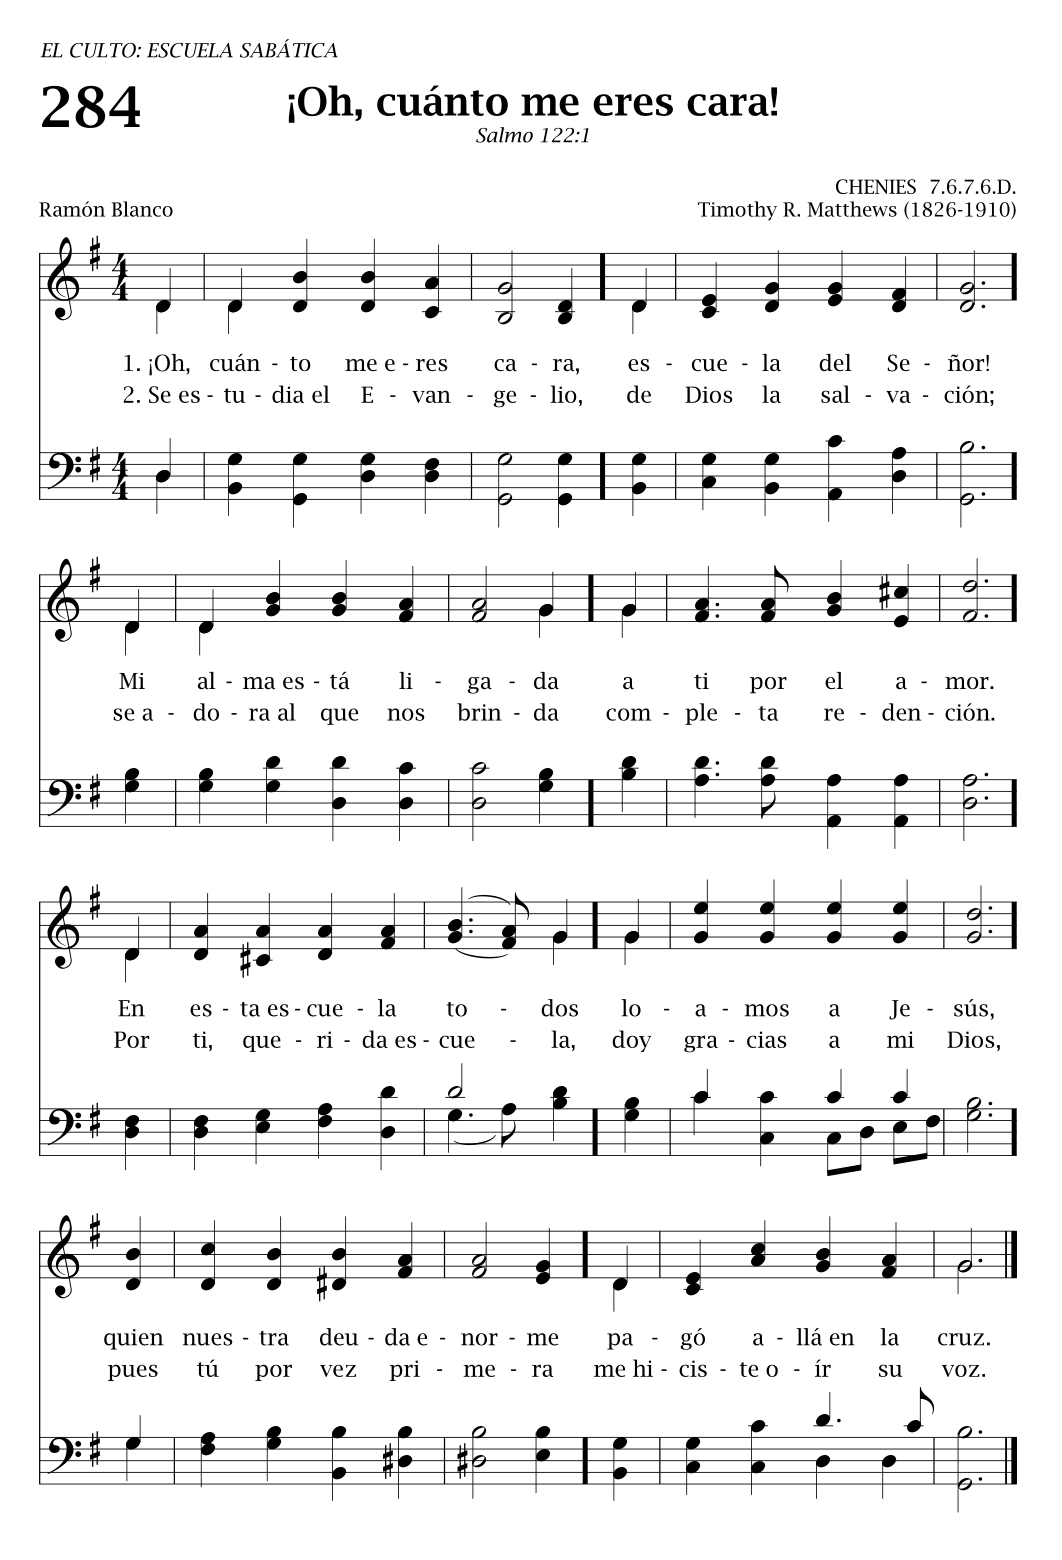 EL CULTO: ESCUELA SABÁTICA
284
¡Oh, cuánto me eres cara!
Salmo 122:1
CHENIES 7.6.7.6.D.
Ramón Blanco
Timothy R. Matthews (1826-1910)
4
4
1. ¡Oh, cuán - to me e - res ca - ra, es - cue - la del Se - ñor!
2. Se es - tu - dia el E - van - ge - lio, de Dios la sal - va - ción;
4
4
Mi al - ma es - tá li - ga - da a ti por el a - mor.
se a - do - ra al que nos brin - da com - ple - ta re - den - ción.
En es - ta es - cue - la to - dos lo - a - mos a Je - sús,
Por ti, que - ri - da es - cue - la, doy gra - cias a mi Dios,
quien nues - tra deu - da e - nor - me pa - gó a - llá en la cruz.
pues tú por vez pri - me - ra me hi - cis - te o - ír su voz.